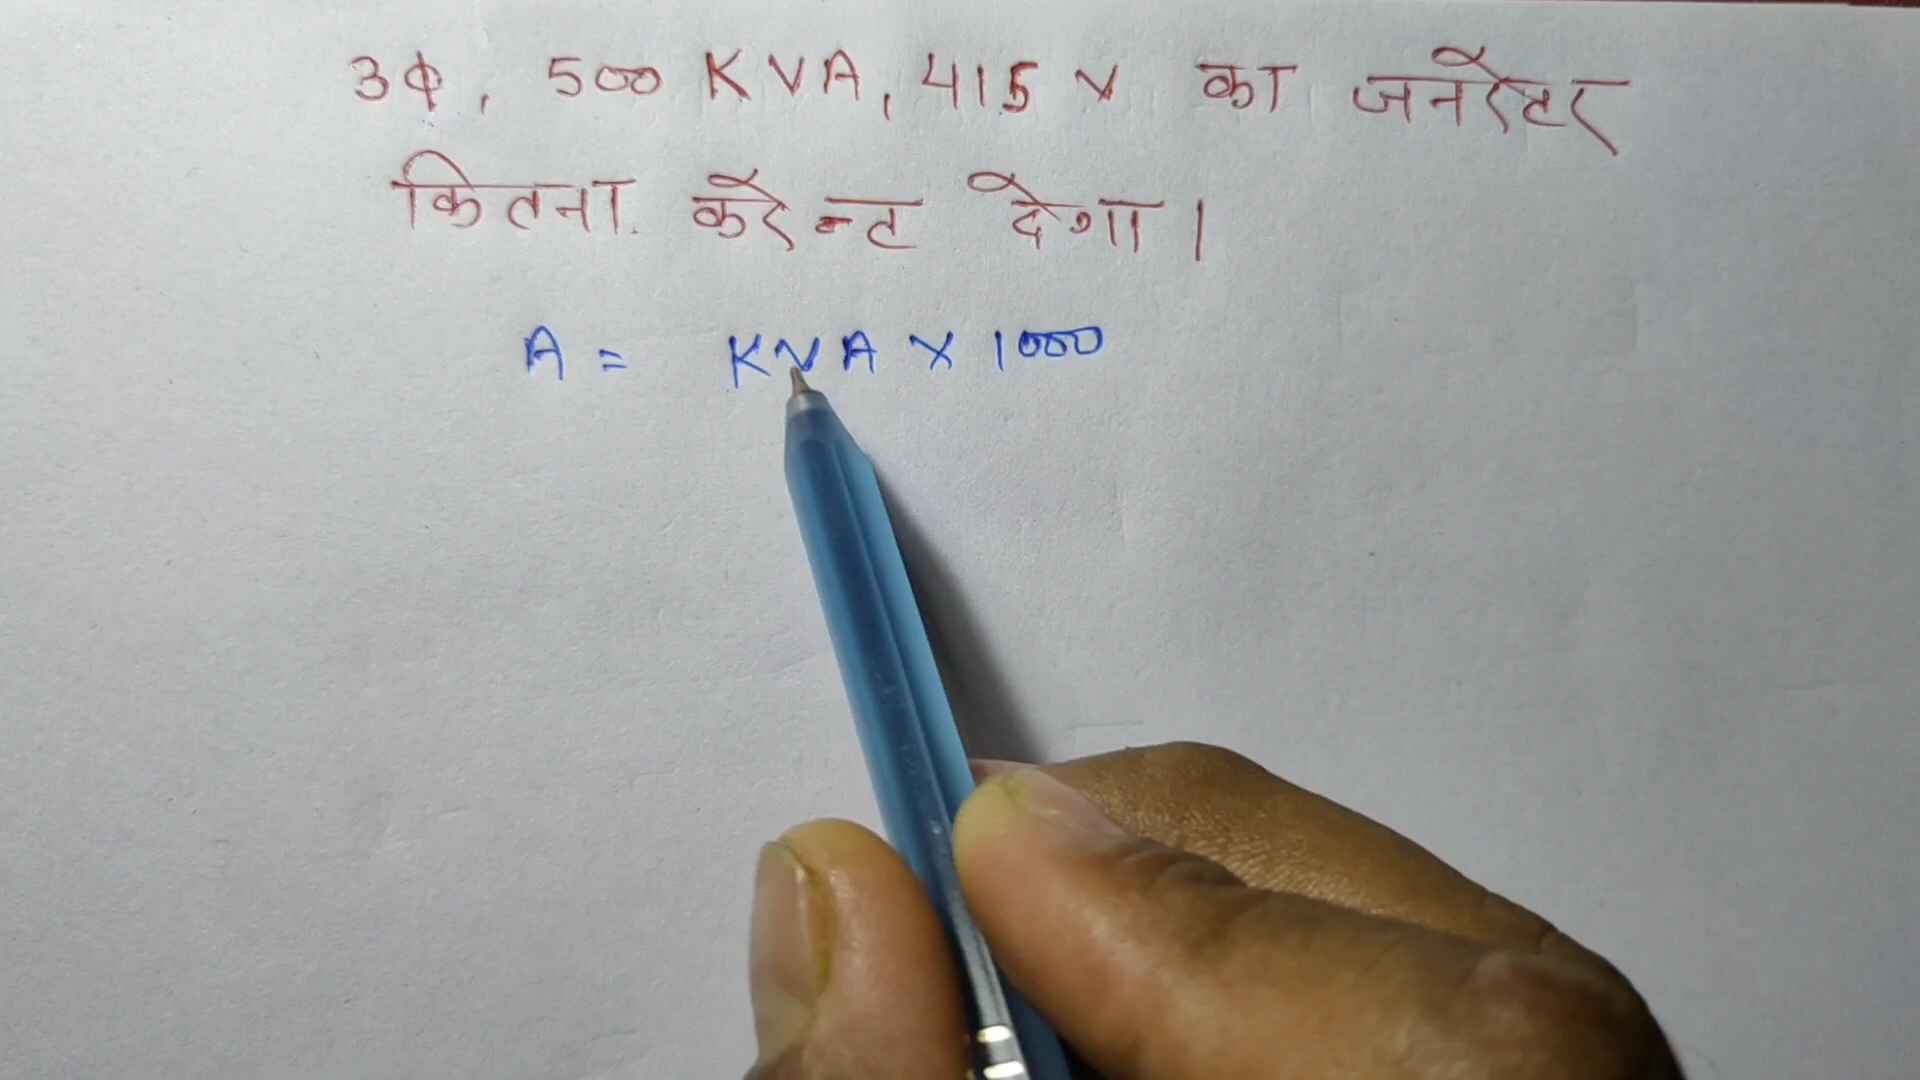 3Φ, 500 KVA, 415 V का जनरेटर
कितना करेन्ट देगा।
A = KVA X 1000